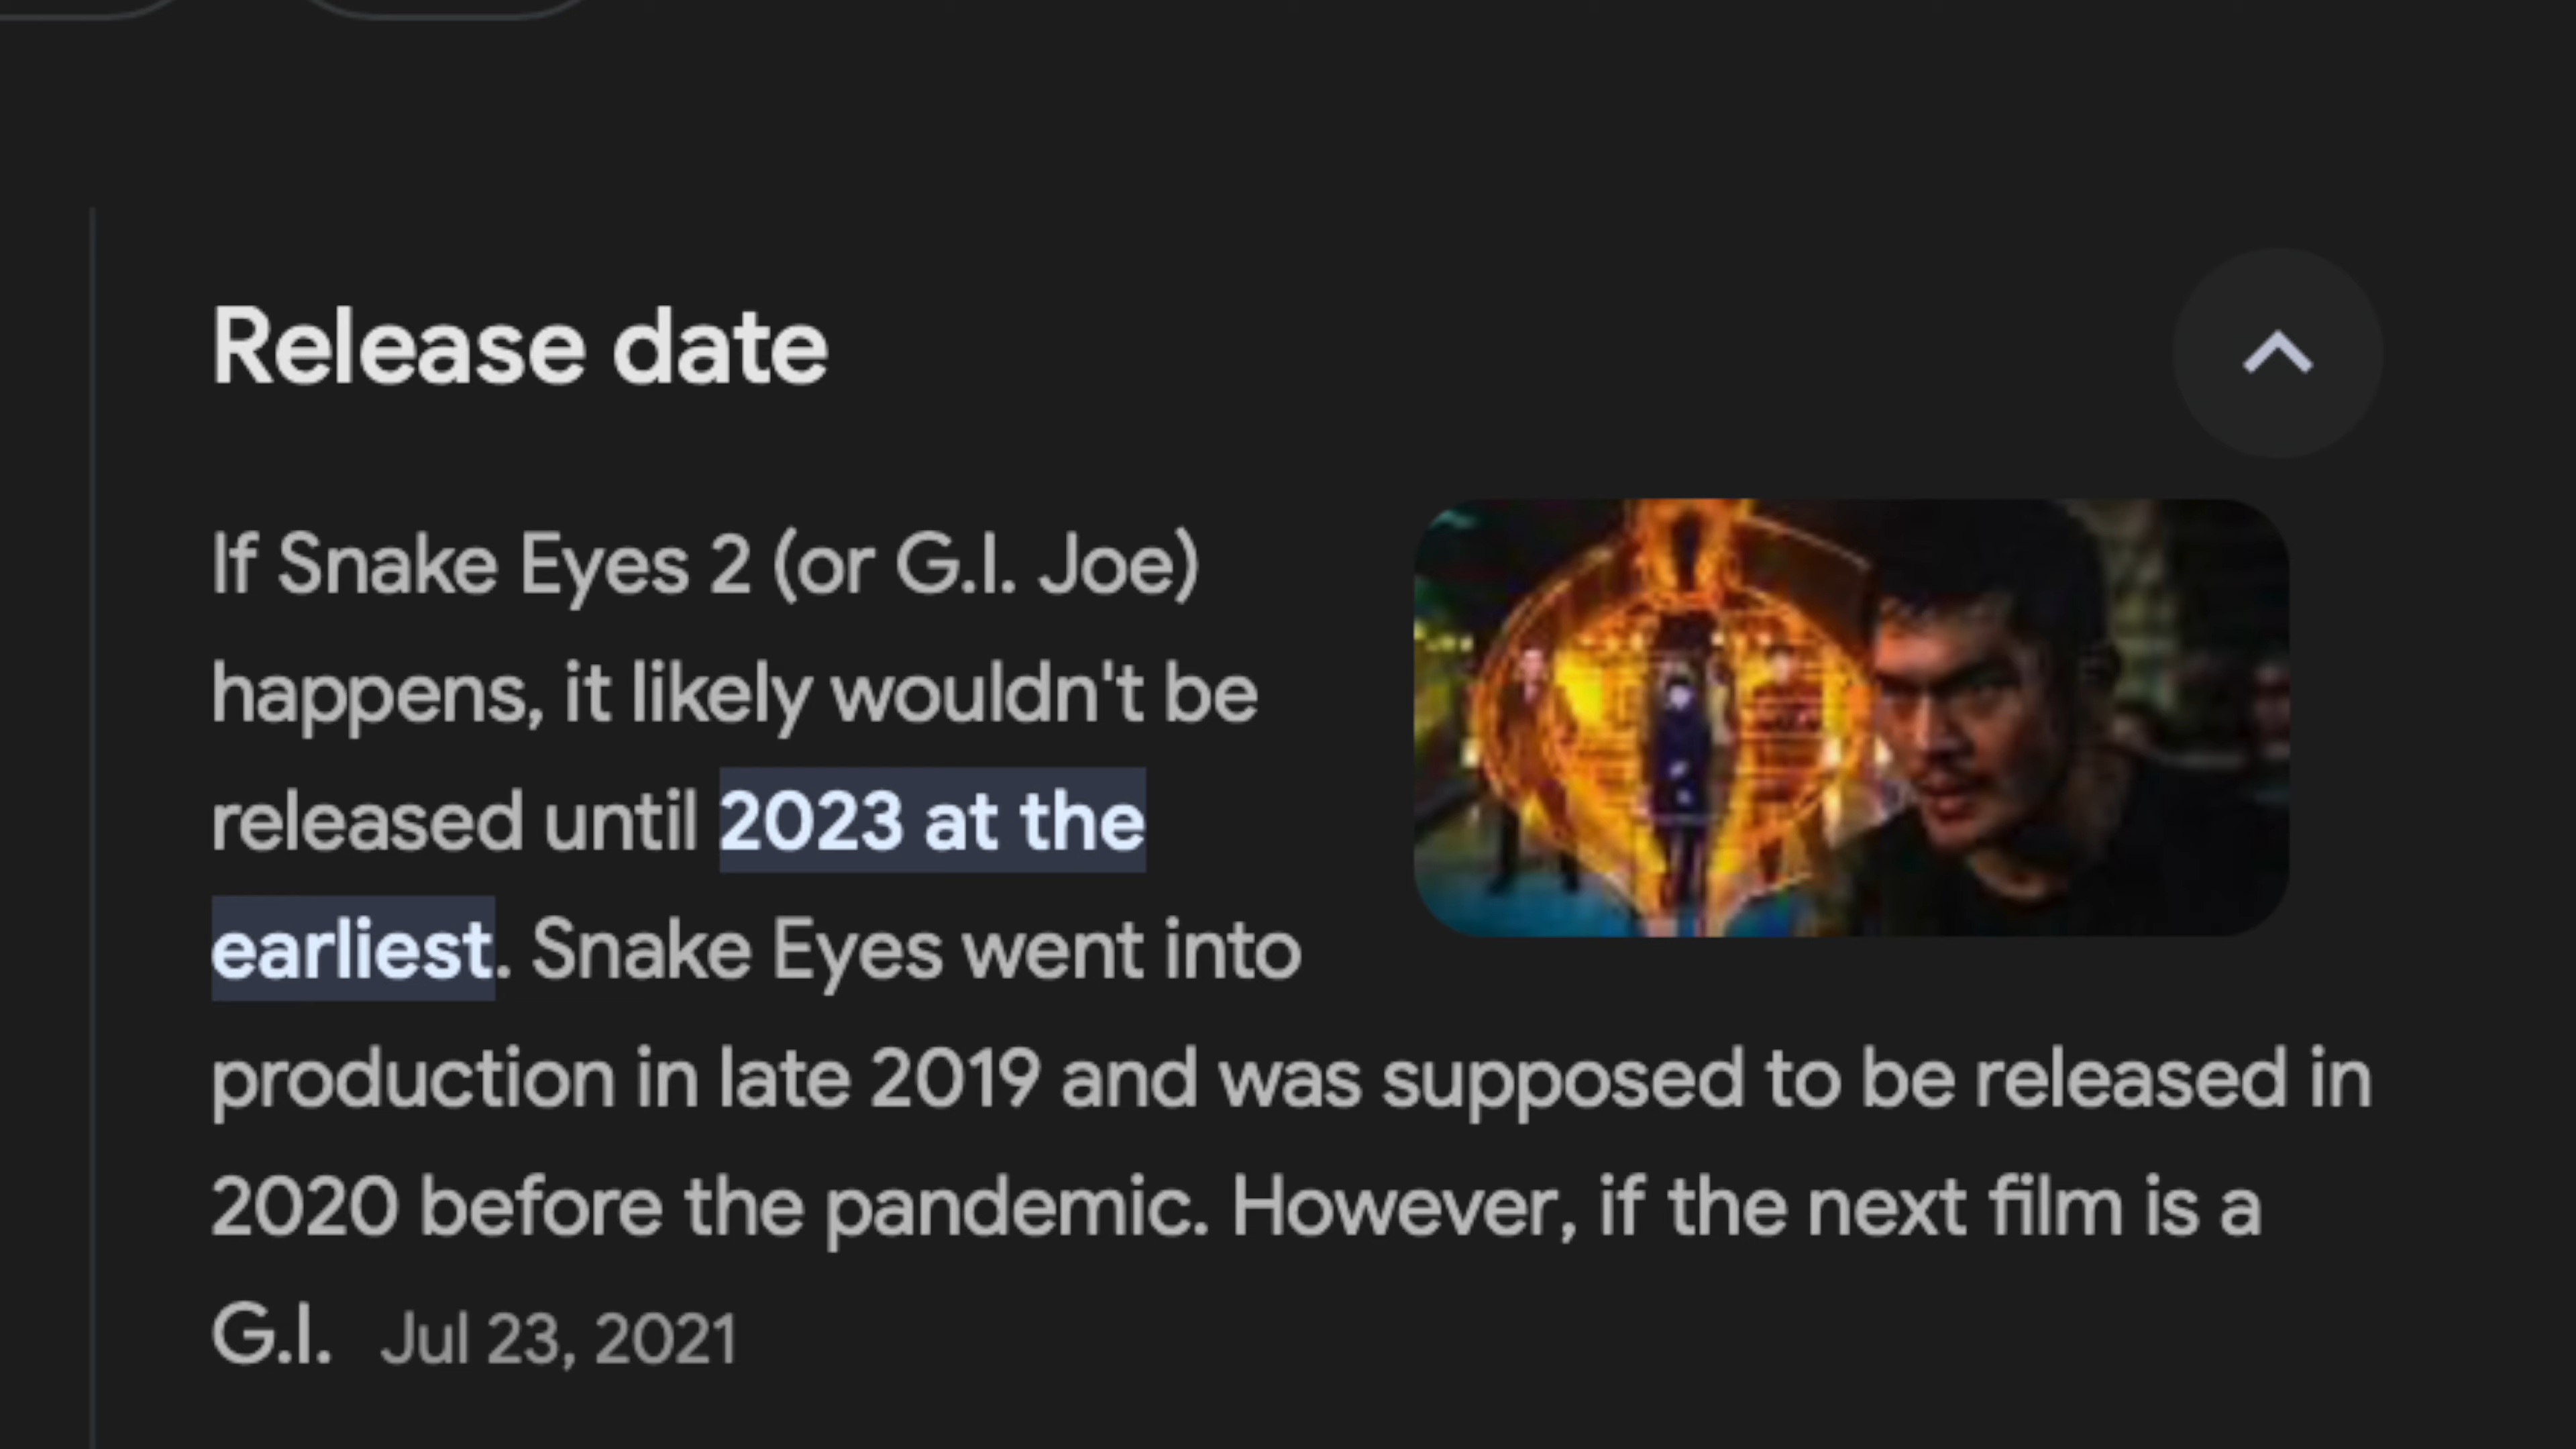 Release date
If Snake Eyes 2 (or G.I. Joe)
happens, it likely wouldn't be
released until 2023 at the
earliest. Snake Eyes went into
production in late 2019 and was supposed to be released in
2020 before the pandemic. However, if the next film is a
G.I. Jul 23, 2021